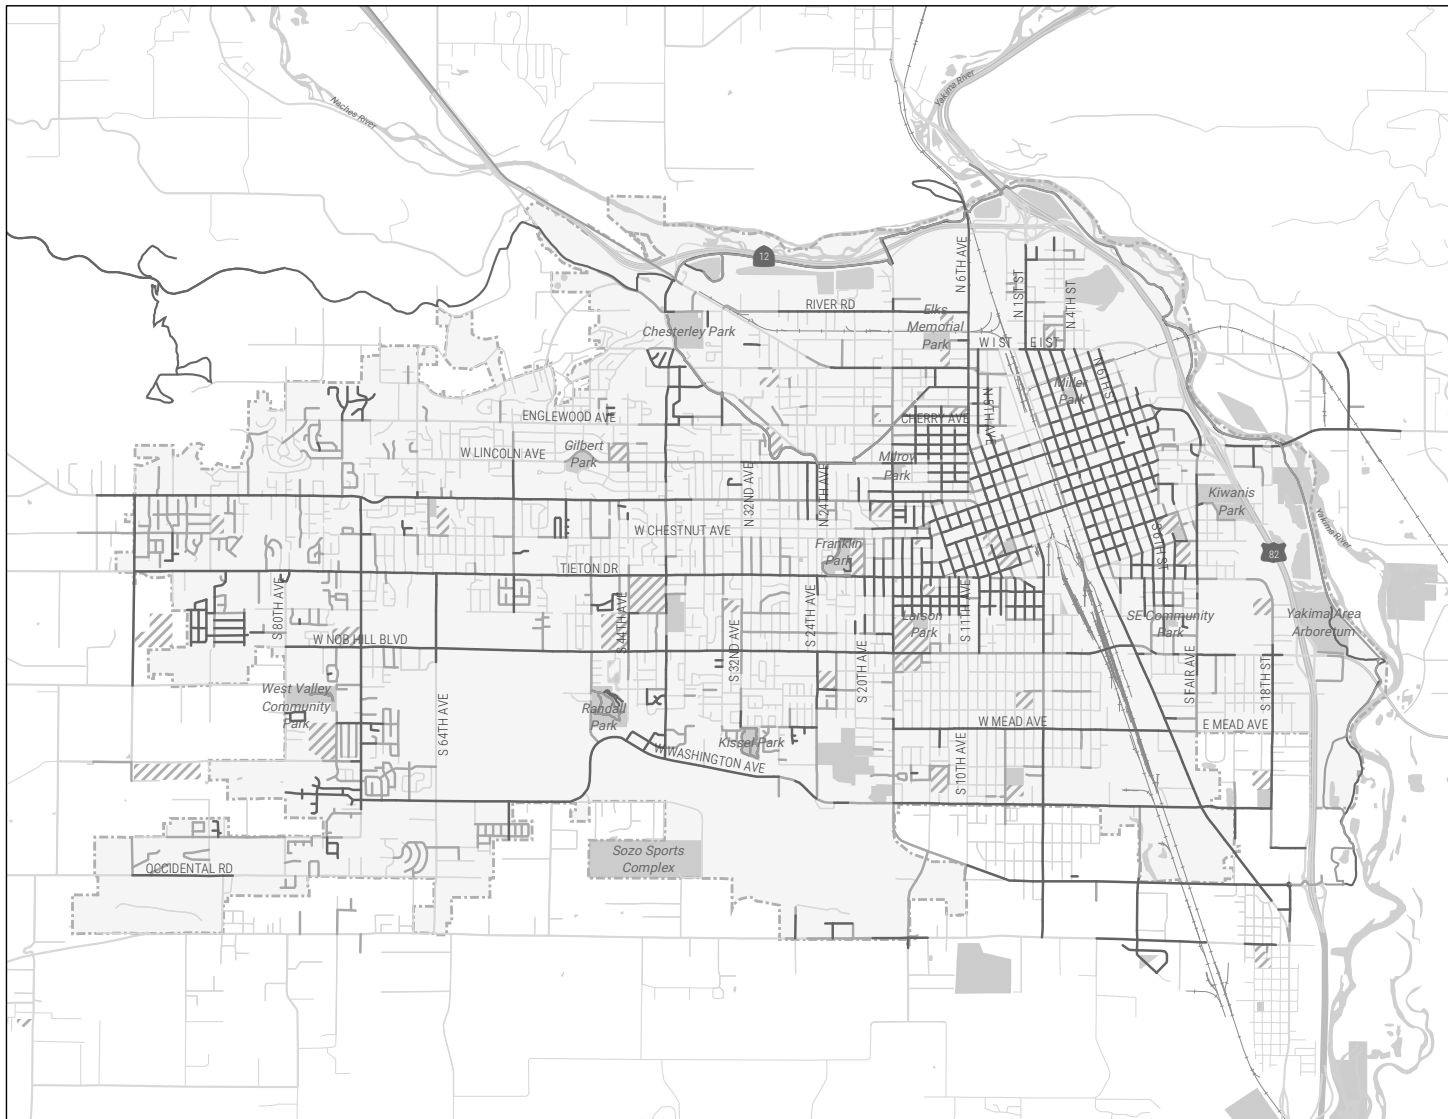 Naches River
Yakima River
12
N 6TH AVE
N 1ST ST
N 4TH ST
RIVER RD
Elks
Memorial
Park
Chesterley Park
W I ST
E I ST
N 6TH ST
Miller
Park
N 5TH AVE
ENGLEWOOD AVE
CHERRY AVE
Gilbert
Park
W LINCOLN AVE
Milroy
Park
N 32ND AVE
N 24TH AVE
Kiwanis
Park
W CHESTNUT AVE
Yakima River
Franklin
Park
S 6TH ST
82
TIETON DR
S 80TH AVE
S 44TH AVE
S 24TH AVE
S 11TH AVE
Larson
Park
SE Community
Park
Yakima Area
Arboretum
W NOB HILL BLVD
S 32ND AVE
S 20TH AVE
S FAIR AVE
S 18TH ST
West Valley
Community
Park
S 64TH AVE
Randall
Park
W MEAD AVE
E MEAD AVE
Kissel Park
W WASHINGTON AVE
S 10TH AVE
Sozo Sports
Complex
OCCIDENTAL RD